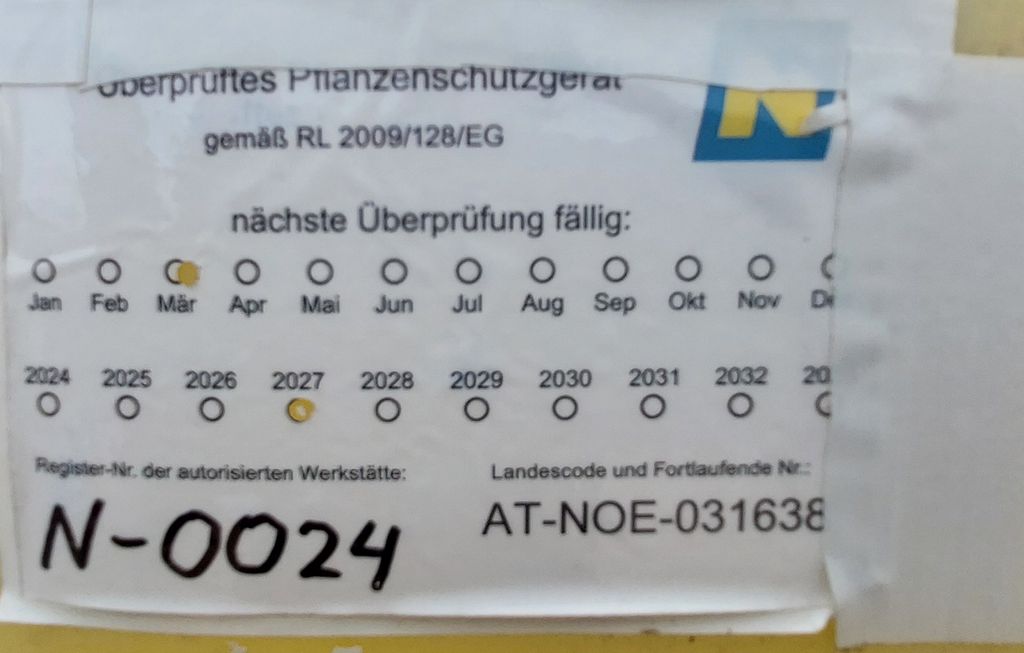 Überprüftes Pflanzenschutzgerät
gemäß RL 2009/128/EG
nächste Überprüfung fällig:
Jan Feb Mär Apr Mai Jun Jul Aug Sep Okt Nov
2024 2025 2026 2027 2028 2029 2030 2031 2032
Register-Nr. der autorisierten Werkstätte:
Landescode und Fortlaufende Nr.:
N-0024
AT-NOE-031638